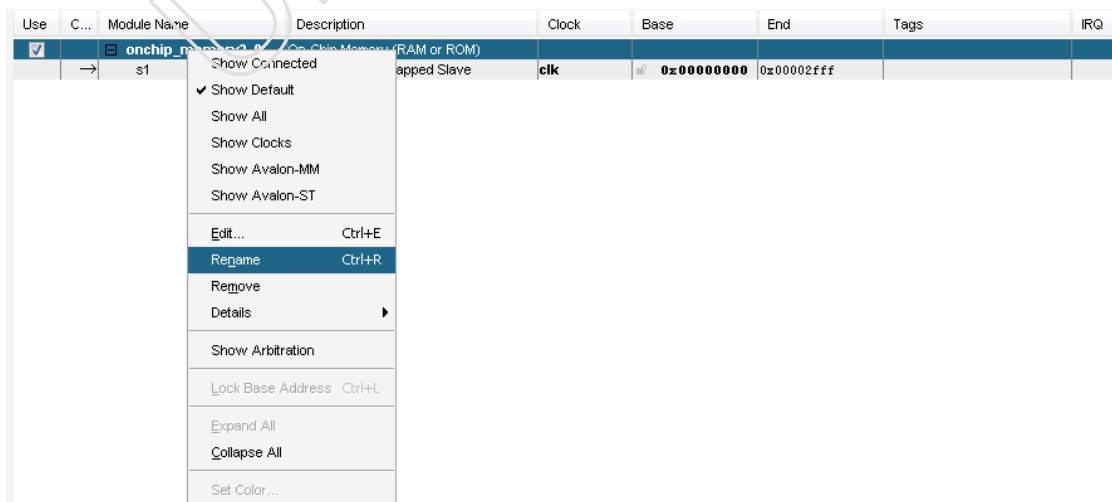 Use C... Module Name Description Clock Base End Tags IRQ
onchip_memory2_0 On-Chip Memory (RAM or ROM)
s1 apped Slave clk 0x00000000 0x00002fff
Show Connected
Show Default
Show All
Show Clocks
Show Avalon-MM
Show Avalon-ST
Edit... Ctrl+E
Rename Ctrl+R
Remove
Details
Show Arbitration
Lock Base Address Ctrl+L
Expand All
Collapse All
Set Color...